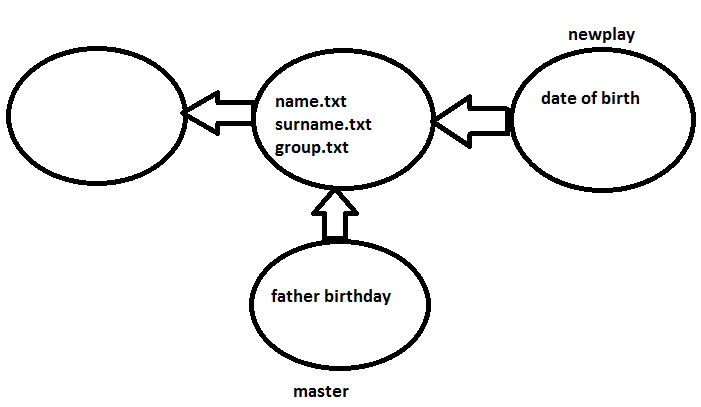 newplay
name.txt
surname.txt
group.txt
date of birth
father birthday
master